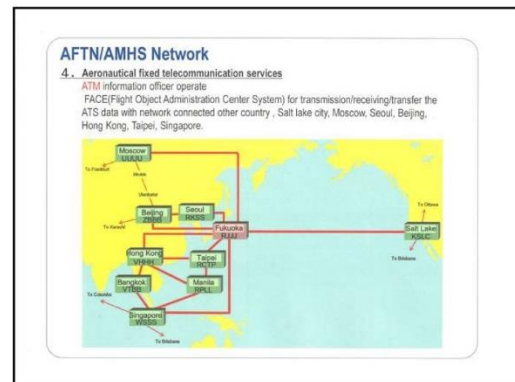 AFTN/AMHS Network
4. Aeronautical fixed telecommunication services
ATM information officer operate
FACE(Flight Object Administration Center System) for transmission/receiving/transfer the
ATS data with network connected other country , Salt lake city, Moscow, Seoul, Beijing,
Hong Kong, Taipei, Singapore.
Moscow
UUUU
To Frankfurt
To Ottawa
Beijing
ZBBB
Seoul
RKSS
To Karachi
Fukuoka
RJJJ
Salt Lake
KSLC
Hong Kong
VHHH
Taipei
RCTP
To Brisbane
Bangkok
VTBB
Manila
RPLL
To Colombo
Singapore
WSSS
To Brisbane